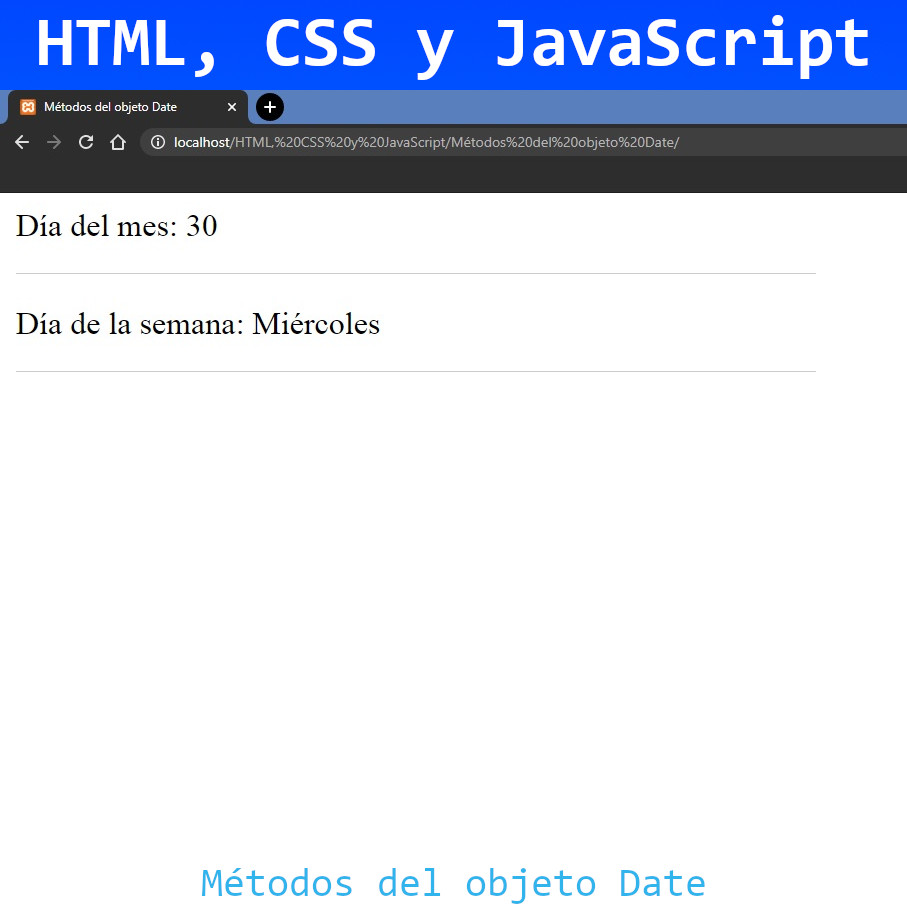 HTML, CSS y JavaScript
Métodos del objeto Date
localhost/HTML,%20CSS%20y%20JavaScript/Métodos%20del%20objeto%20Date/
Día del mes: 30
Día de la semana: Miércoles
Métodos del objeto Date